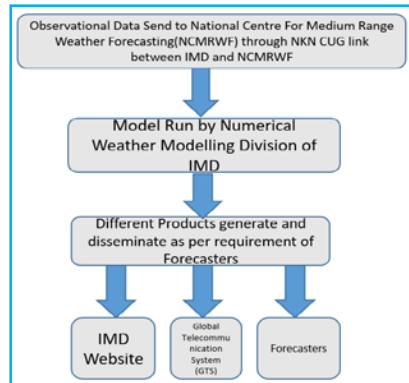 Observational Data Send to National Centre For Medium Range
Weather Forecasting(NCMRWF) through NKN CUG link
between IMD and NCMRWF
Model Run by Numerical
Weather Modelling Division of
IMD
Different Products generate and
disseminate as per requirement of
Forecasters
IMD
Website
Global
Telecommu
nication
System
(GTS)
Forecasters